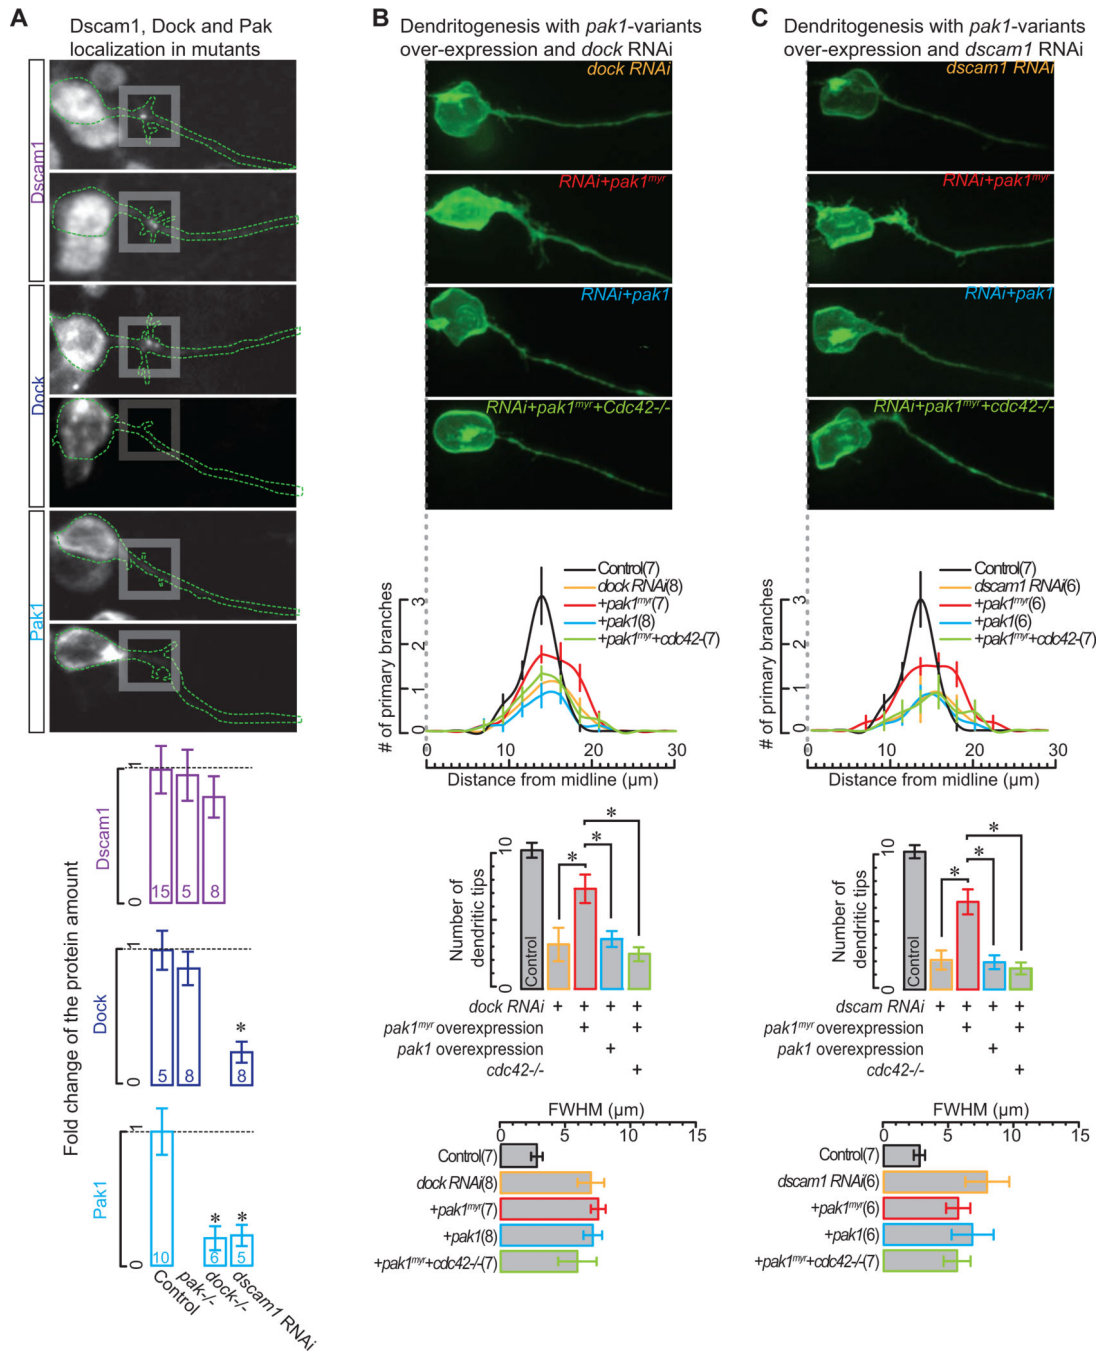 A
Dscam1, Dock and Pak
localization in mutants
Dscam1
Dock
Pak1
Fold change of the protein amount
Dscam1
1
0
15
5
8
Dock
1
0
5
8
*
8
Pak1
1
0
10
*
6
*
5
Control
pak-/-
dock-/-
dscam1 RNAi
B
Dendritogenesis with pak1-variants
over-expression and dock RNAi
dock RNAi
RNAi+pak1myr
RNAi+pak1
RNAi+pak1myr+Cdc42-/-
Control(7)
dock RNAi(8)
+pak1myr(7)
+pak1(8)
+pak1myr+cdc42-(7)
# of primary branches
3
2
1
0
0 10 20 30
Distance from midline (µm)
Number of
dendritic tips
10
0
Control
* * *
dock RNAi + + + +
pak1myr overexpression + +
pak1 overexpression +
cdc42-/- +
FWHM (µm)
0 5 10 15
Control(7)
dock RNAi(8)
+pak1myr(7)
+pak1(8)
+pak1myr+cdc42-/-(7)
C
Dendritogenesis with pak1-variants
over-expression and dscam1 RNAi
dscam1 RNAi
RNAi+pak1myr
RNAi+pak1
RNAi+pak1myr+cdc42-/-
Control(7)
dscam1 RNAi(6)
+pak1myr(6)
+pak1(6)
+pak1myr+cdc42-(7)
# of primary branches
3
2
1
0
0 10 20 30
Distance from midline (µm)
Number of
dendritic tips
10
0
Control
* * *
dscam RNAi + + + +
pak1myr overexpression + +
pak1 overexpression +
cdc42-/- +
FWHM (µm)
0 5 10 15
Control(7)
dscam1 RNAi(6)
+pak1myr(6)
+pak1(6)
+pak1myr+cdc42-/-(7)